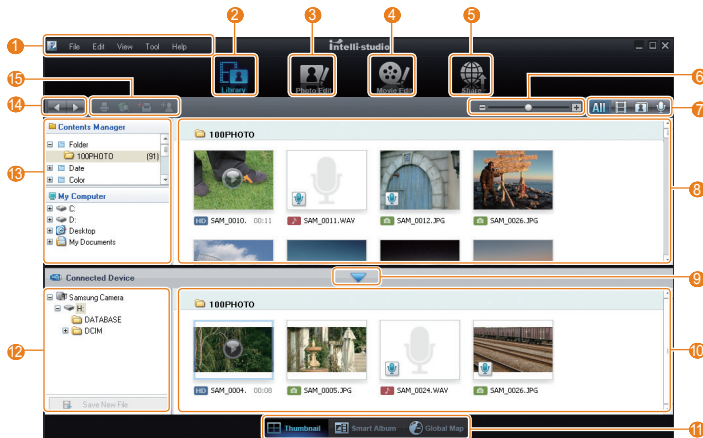 2 3 4 5
1 File Edit View Tool Help Intelli-studio
Library Photo Edit Movie Edit Share
15 6
14 All 7
Contents Manager 100PHOTO
Folder
100PHOTO (91)
13 Date 8
Color
My Computer
C:
D: HD SAM_0010. 00:11 SAM_0011.WAV SAM_0012.JPG SAM_0026.JPG
Desktop
My Documents
Connected Device 9
Samsung Camera 100PHOTO
H:
DATABASE
DCIM
12 10
HD SAM_0004. 00:08 SAM_0005.JPG SAM_0024.WAV SAM_0026.JPG
Save New File
Thumbnail Smart Album Global Map 11